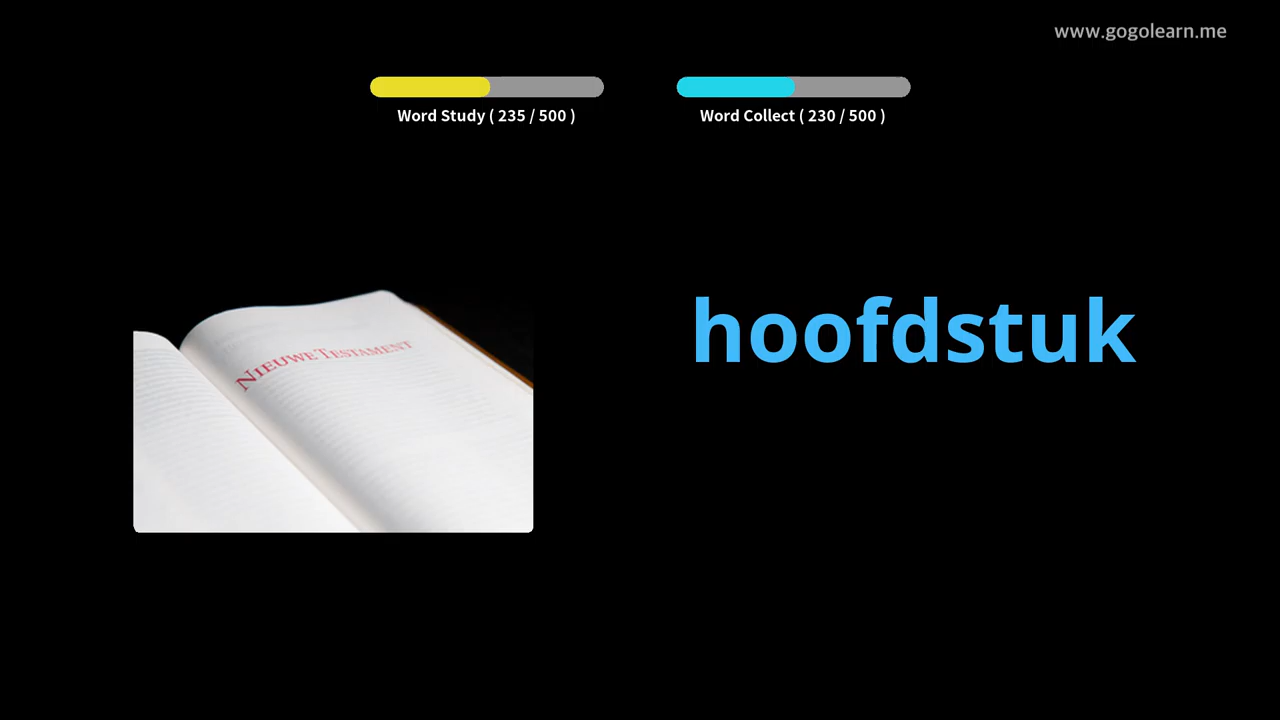 www.gogolearn.me
Word Study ( 235 / 500 )
Word Collect ( 230 / 500 )
hoofdstuk
NIEUWE TESTAMENT